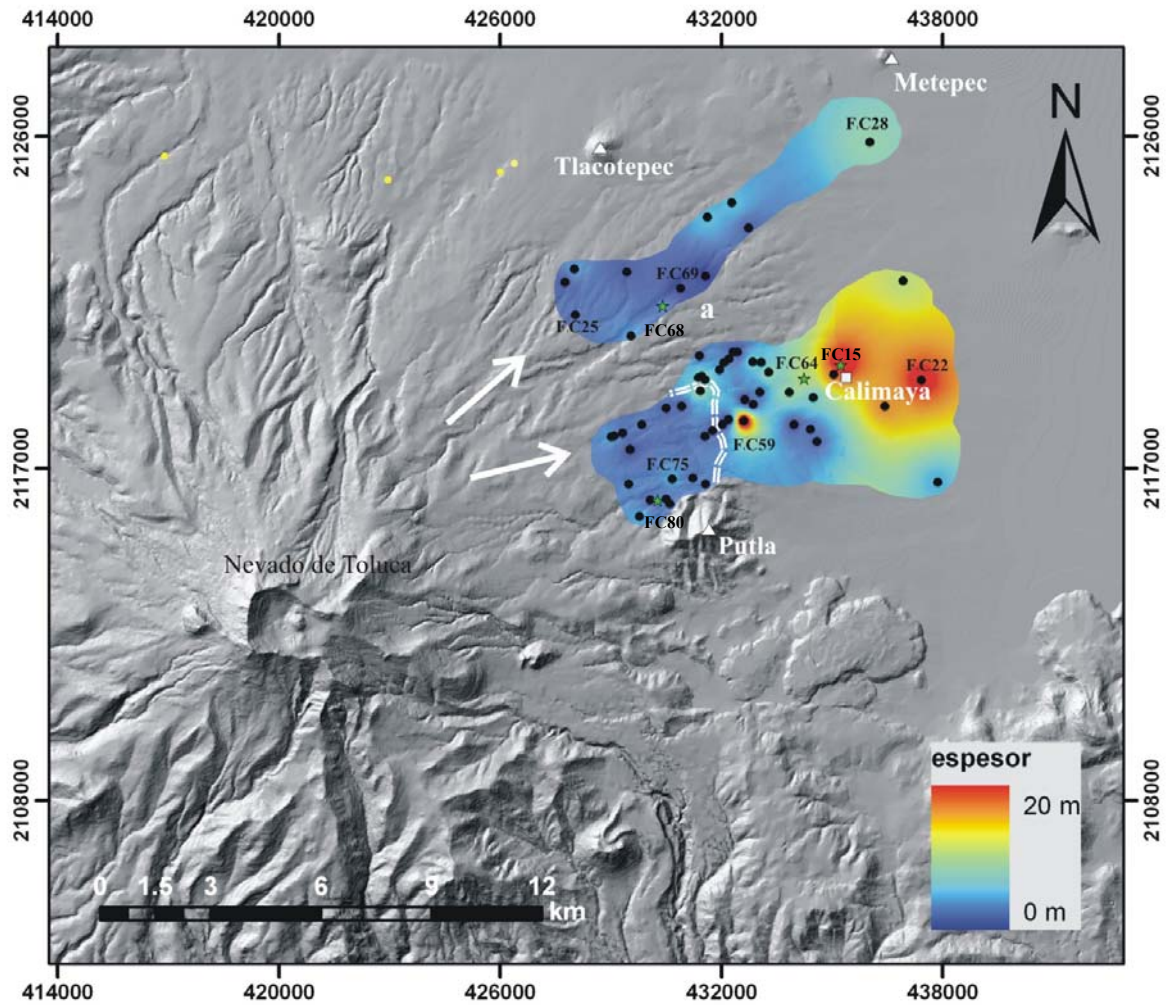 414000 420000 426000 432000 438000
Metepec
N
F.C28
2126000
2126000
Tlacotepec
F.C69
a
F.C25
FC68
FC15
F.C64
F.C22
Calimaya
F.C59
2117000
2117000
F.C75
FC80
Putla
Nevado de Toluca
espesor
20 m
0 m
2108000
2108000
0 1.5 3 6 9 12
km
414000 420000 426000 432000 438000